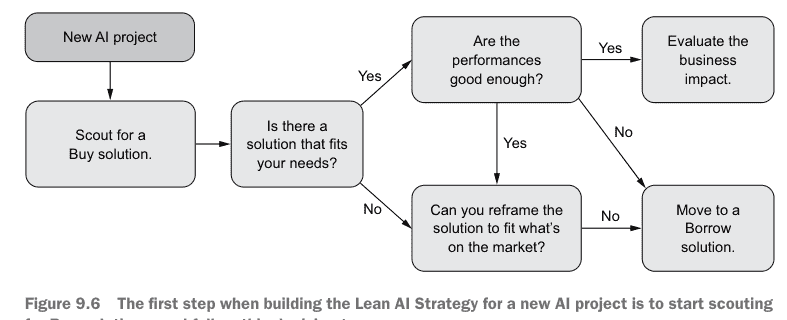 New AI project
Scout for a
Buy solution.
Is there a
solution that fits
your needs?
Yes
No
Are the
performances
good enough?
Yes
Evaluate the
business
impact.
Yes
No
Can you reframe the
solution to fit what's
on the market?
No
Move to a
Borrow
solution.
Figure 9.6 The first step when building the Lean AI Strategy for a new AI project is to start scouting